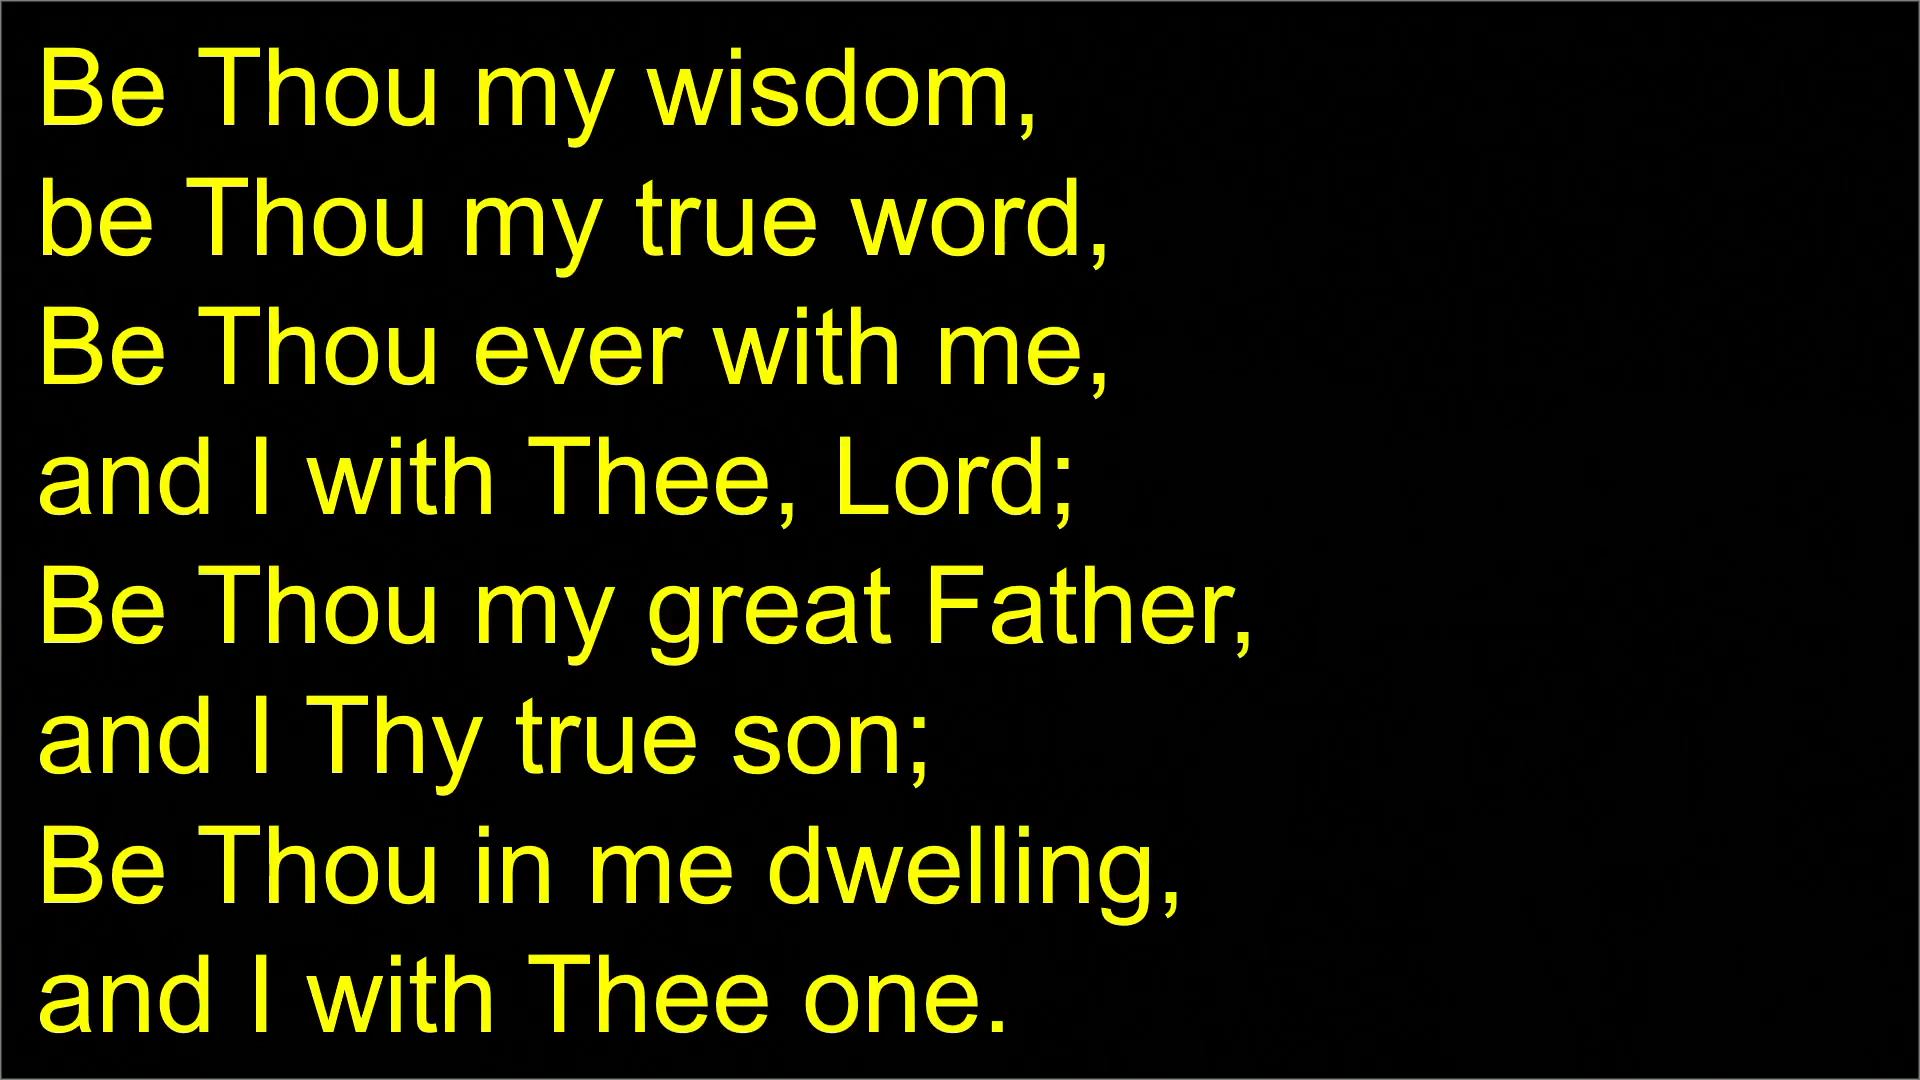 Be Thou my wisdom,
be Thou my true word,
Be Thou ever with me,
and I with Thee, Lord;
Be Thou my great Father,
and I Thy true son;
Be Thou in me dwelling,
and I with Thee one.